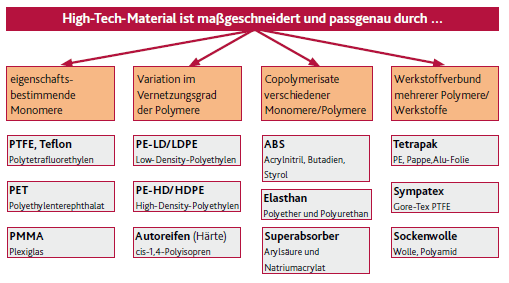 High-Tech-Material ist maßgeschneidert und passgenau durch ...
eigenschafts-
bestimmende
Monomere
PTFE, Teflon
Polytetrafluorethylen
PET
Polyethylenterephthalat
PMMA
Plexiglas
Variation im
Vernetzungsgrad
der Polymere
PE-LD/LDPE
Low-Density-Polyethylen
PE-HD/HDPE
High-Density-Polyethylen
Autoreifen (Härte)
cis-1,4-Polyisopren
Copolymerisate
verschiedener
Monomere/Polymere
ABS
Acrylnitril, Butadien,
Styrol
Elasthan
Polyether und Polyurethan
Superabsorber
Arylsäure und
Natriumacrylat
Werkstoffverbund
mehrerer Polymere/
Werkstoffe
Tetrapak
PE, Pappe,Alu-Folie
Sympatex
Gore-Tex PTFE
Sockenwolle
Wolle, Polyamid